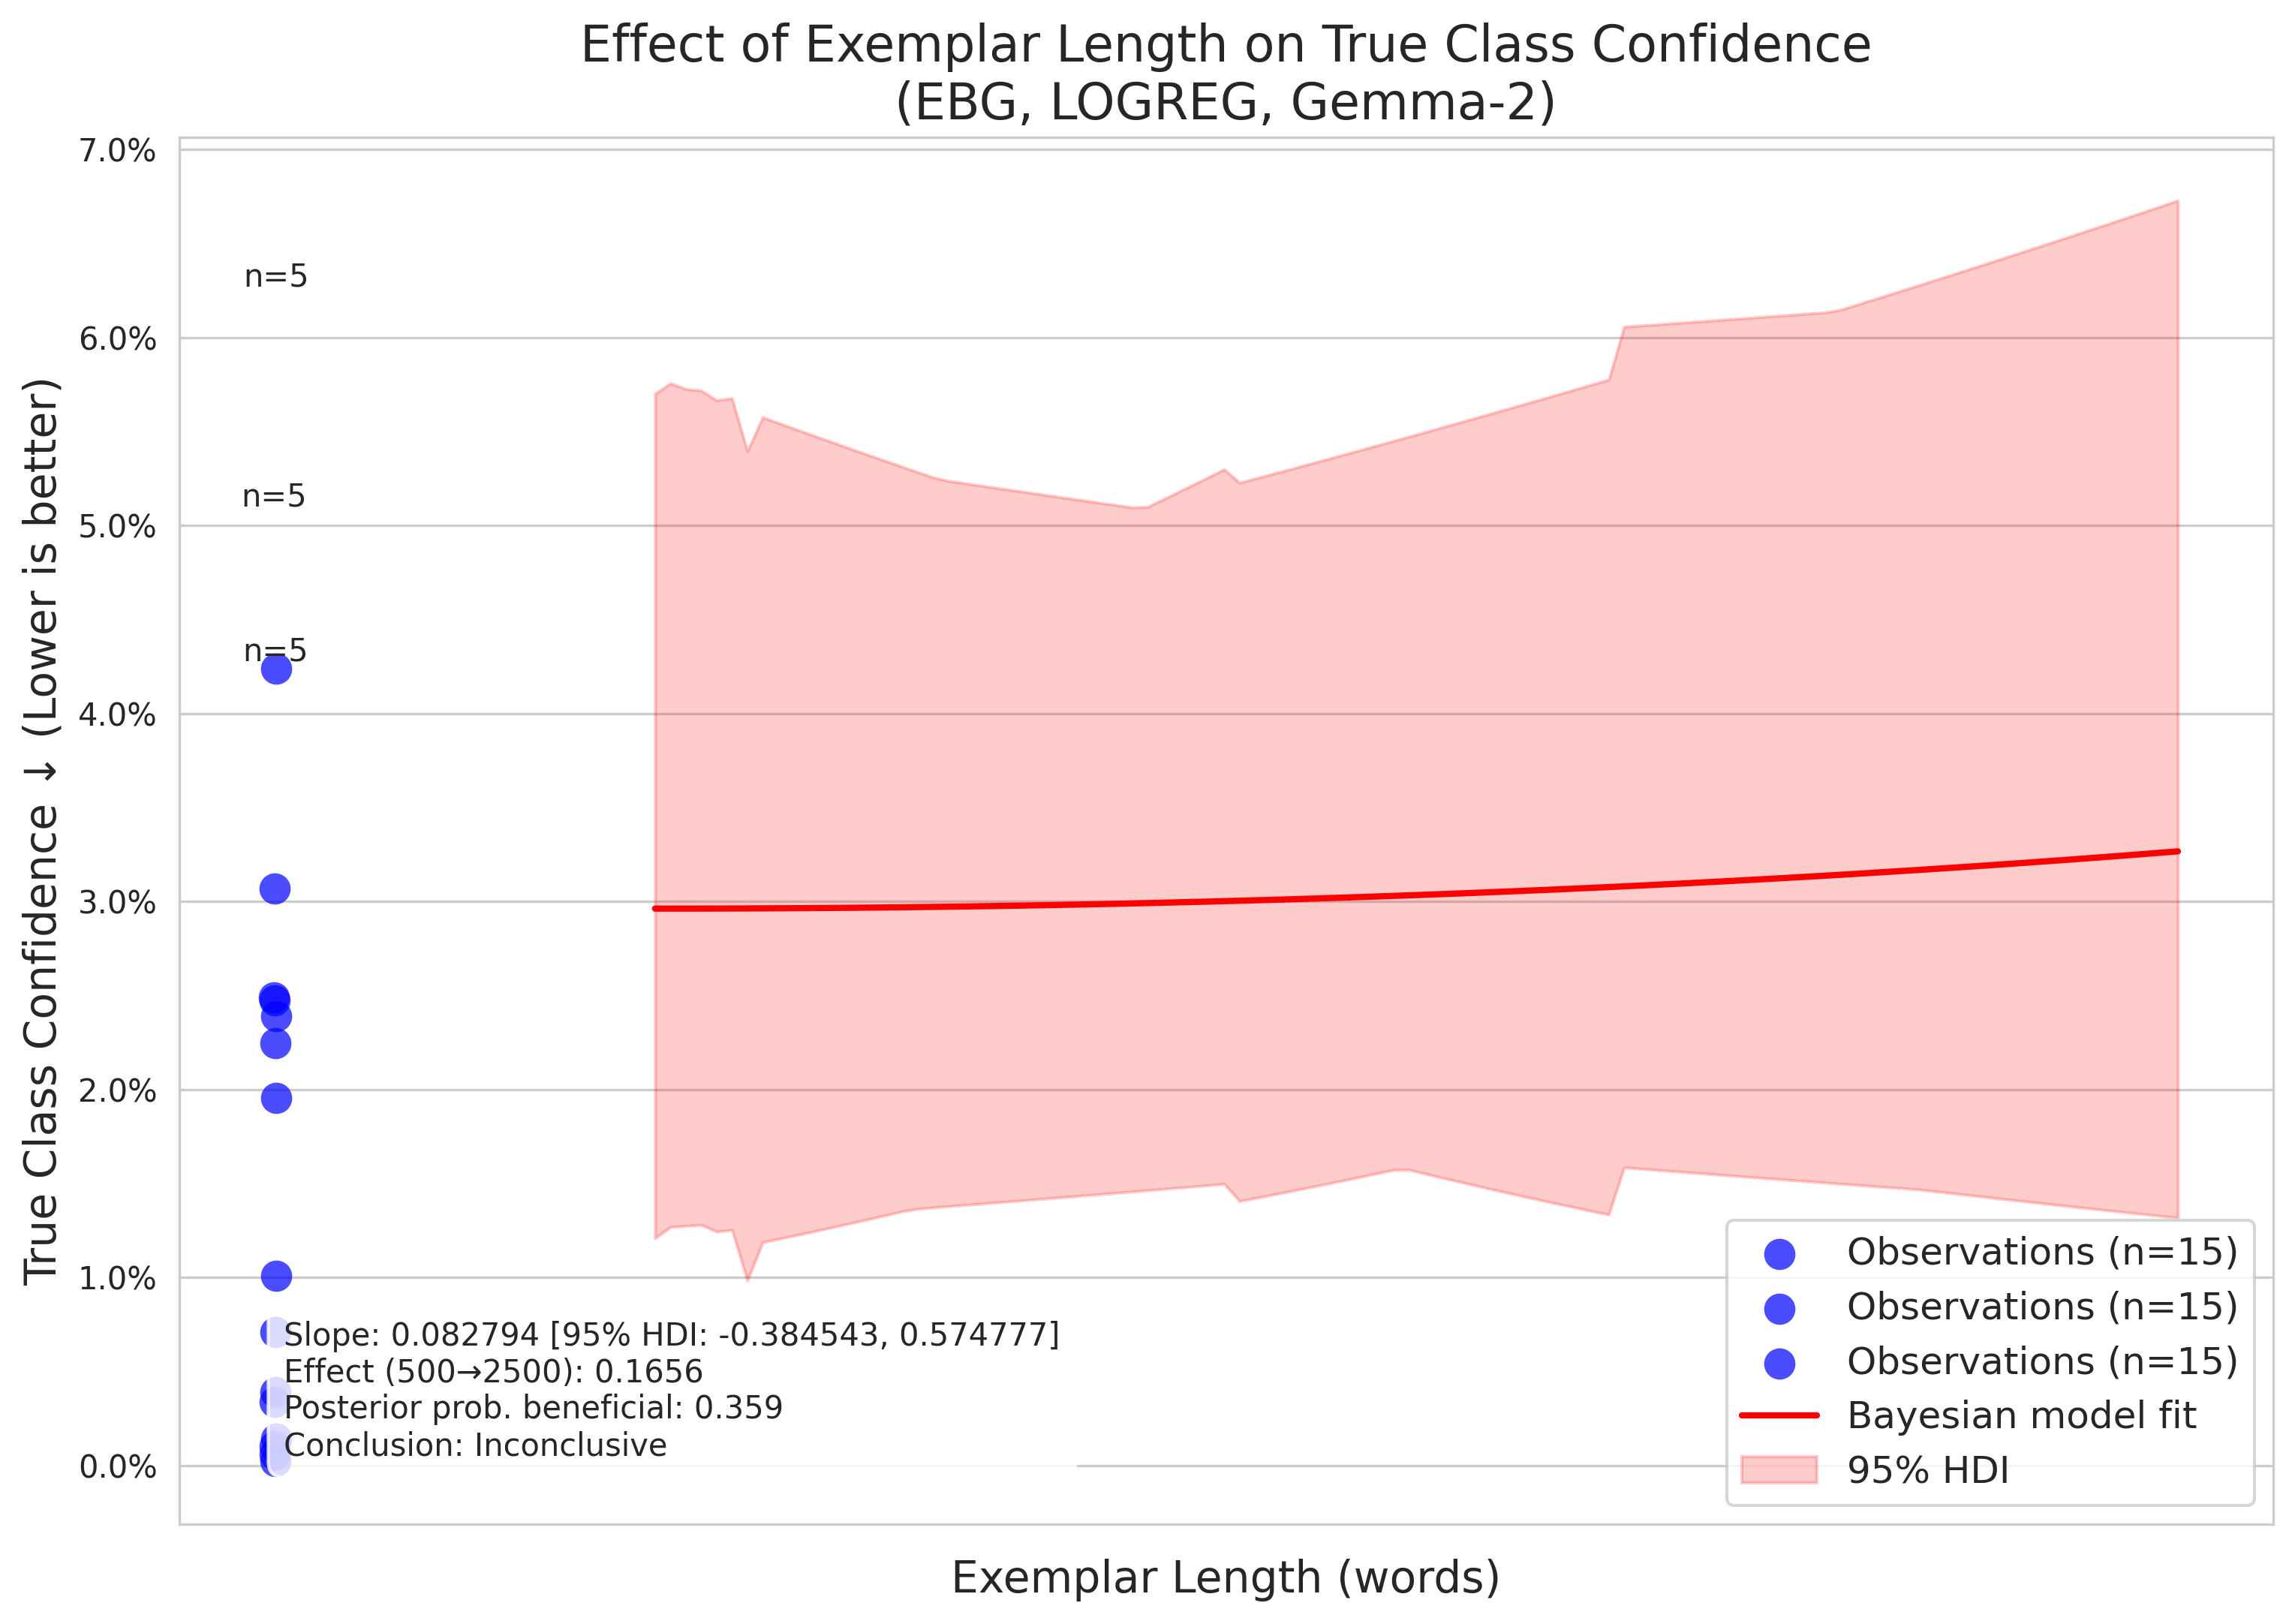 Effect of Exemplar Length on True Class Confidence
(EBG, LOGREG, Gemma-2)
True Class Confidence ↓ (Lower is better)
7.0%
6.0%
5.0%
4.0%
3.0%
2.0%
1.0%
0.0%
n=5
n=5
n=5
Slope: 0.082794 [95% HDI: -0.384543, 0.574777]
Effect (500→2500): 0.1656
Posterior prob. beneficial: 0.359
Conclusion: Inconclusive
Observations (n=15)
Observations (n=15)
Observations (n=15)
Bayesian model fit
95% HDI
Exemplar Length (words)